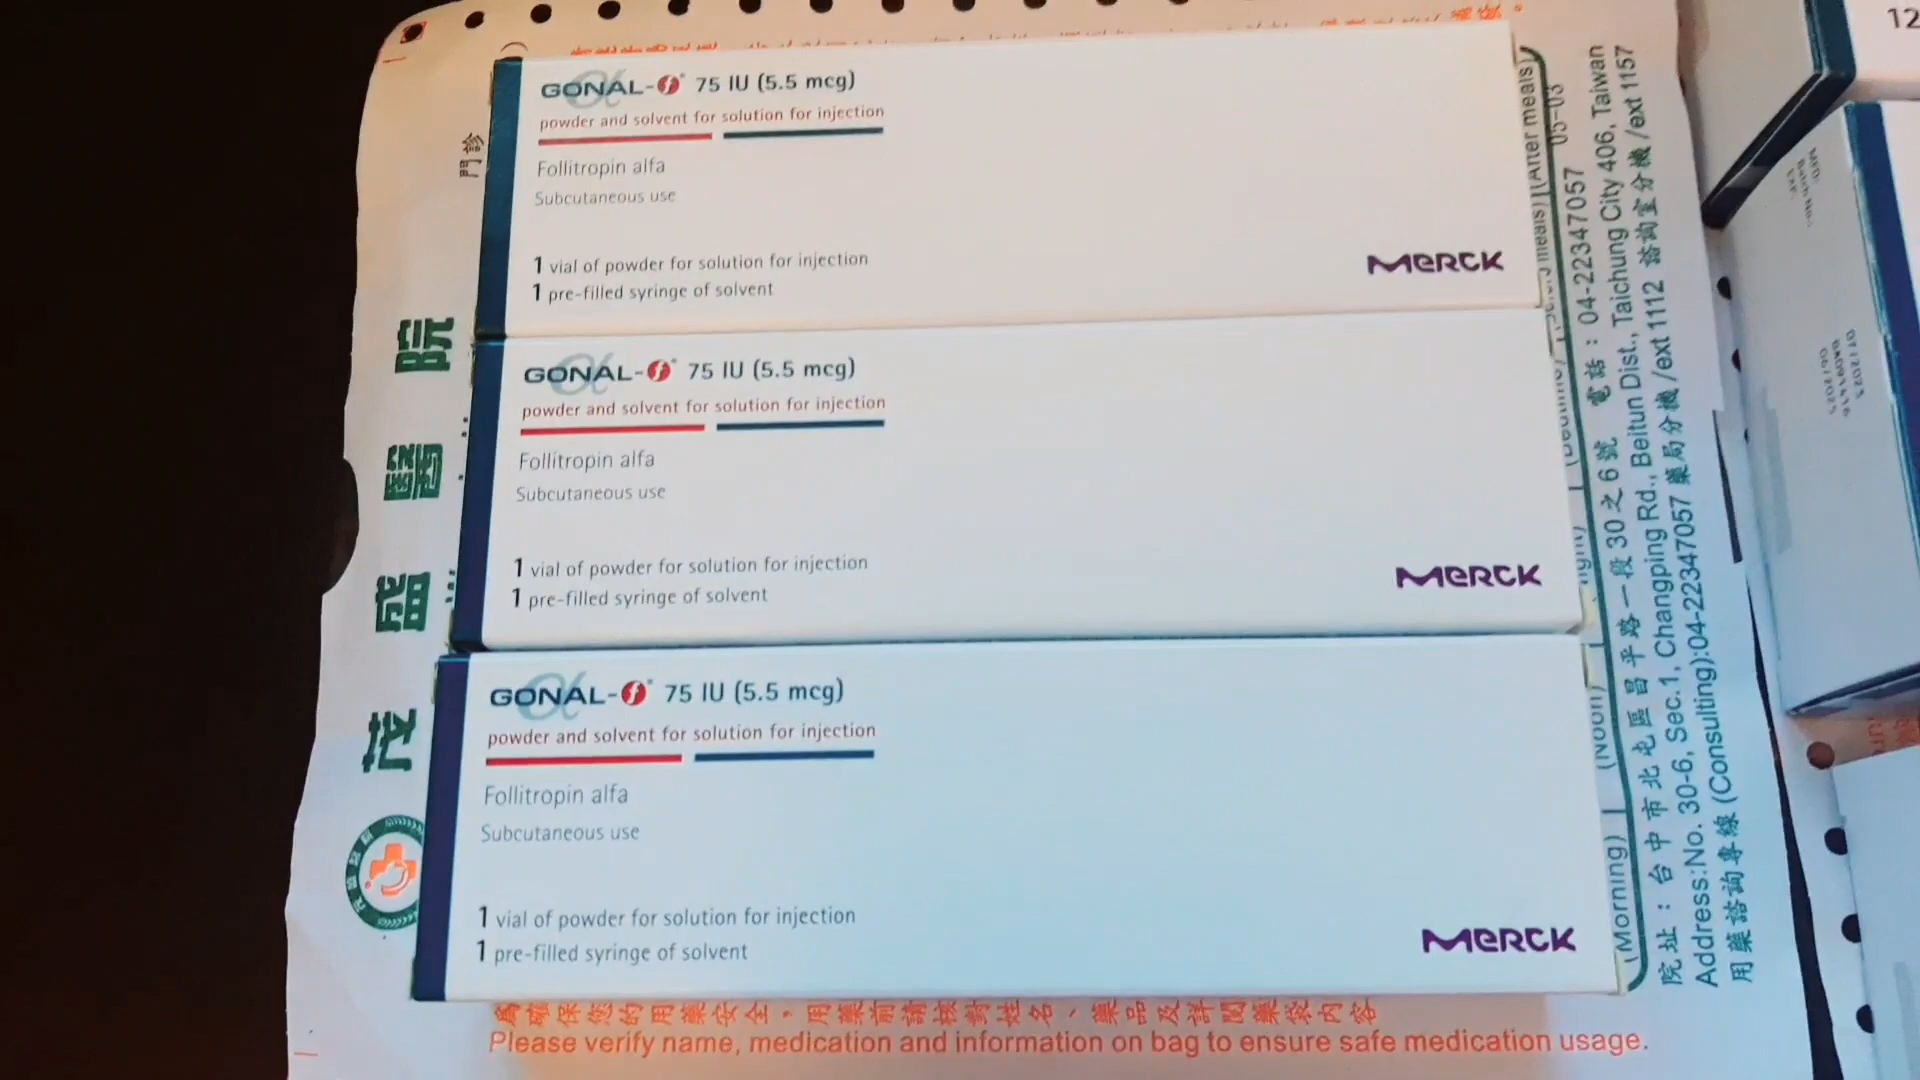 GONAL-f® 75 IU (5.5 mcg)
powder and solvent for solution for injection
Follitropin alfa
Subcutaneous use
1 vial of powder for solution for injection
1 pre-filled syringe of solvent
MERCK
GONAL-f® 75 IU (5.5 mcg)
powder and solvent for solution for injection
Follitropin alfa
Subcutaneous use
1 vial of powder for solution for injection
1 pre-filled syringe of solvent
MERCK
GONAL-f® 75 IU (5.5 mcg)
powder and solvent for solution for injection
Follitropin alfa
Subcutaneous use
1 vial of powder for solution for injection
1 pre-filled syringe of solvent
MERCK
門診
茂盛醫院
(Morning)
(Noon)
(After meals)
05-03
院址：台中市北屯區昌平路一段30之6號 電話：04-22347057
Address:No. 30-6, Sec.1, Changping Rd., Beitun Dist., Taichung City 406, Taiwan
用藥諮詢專線 (Consulting):04-22347057 藥局分機/ext 1112 諮詢室分機/ext 1157
為確保您的用藥安全，用藥前請核對姓名、藥品及詳閱藥袋內容
Please verify name, medication and information on bag to ensure safe medication usage.
12
MFD:
Batch No.:
EXP:
07/2023
06/2025